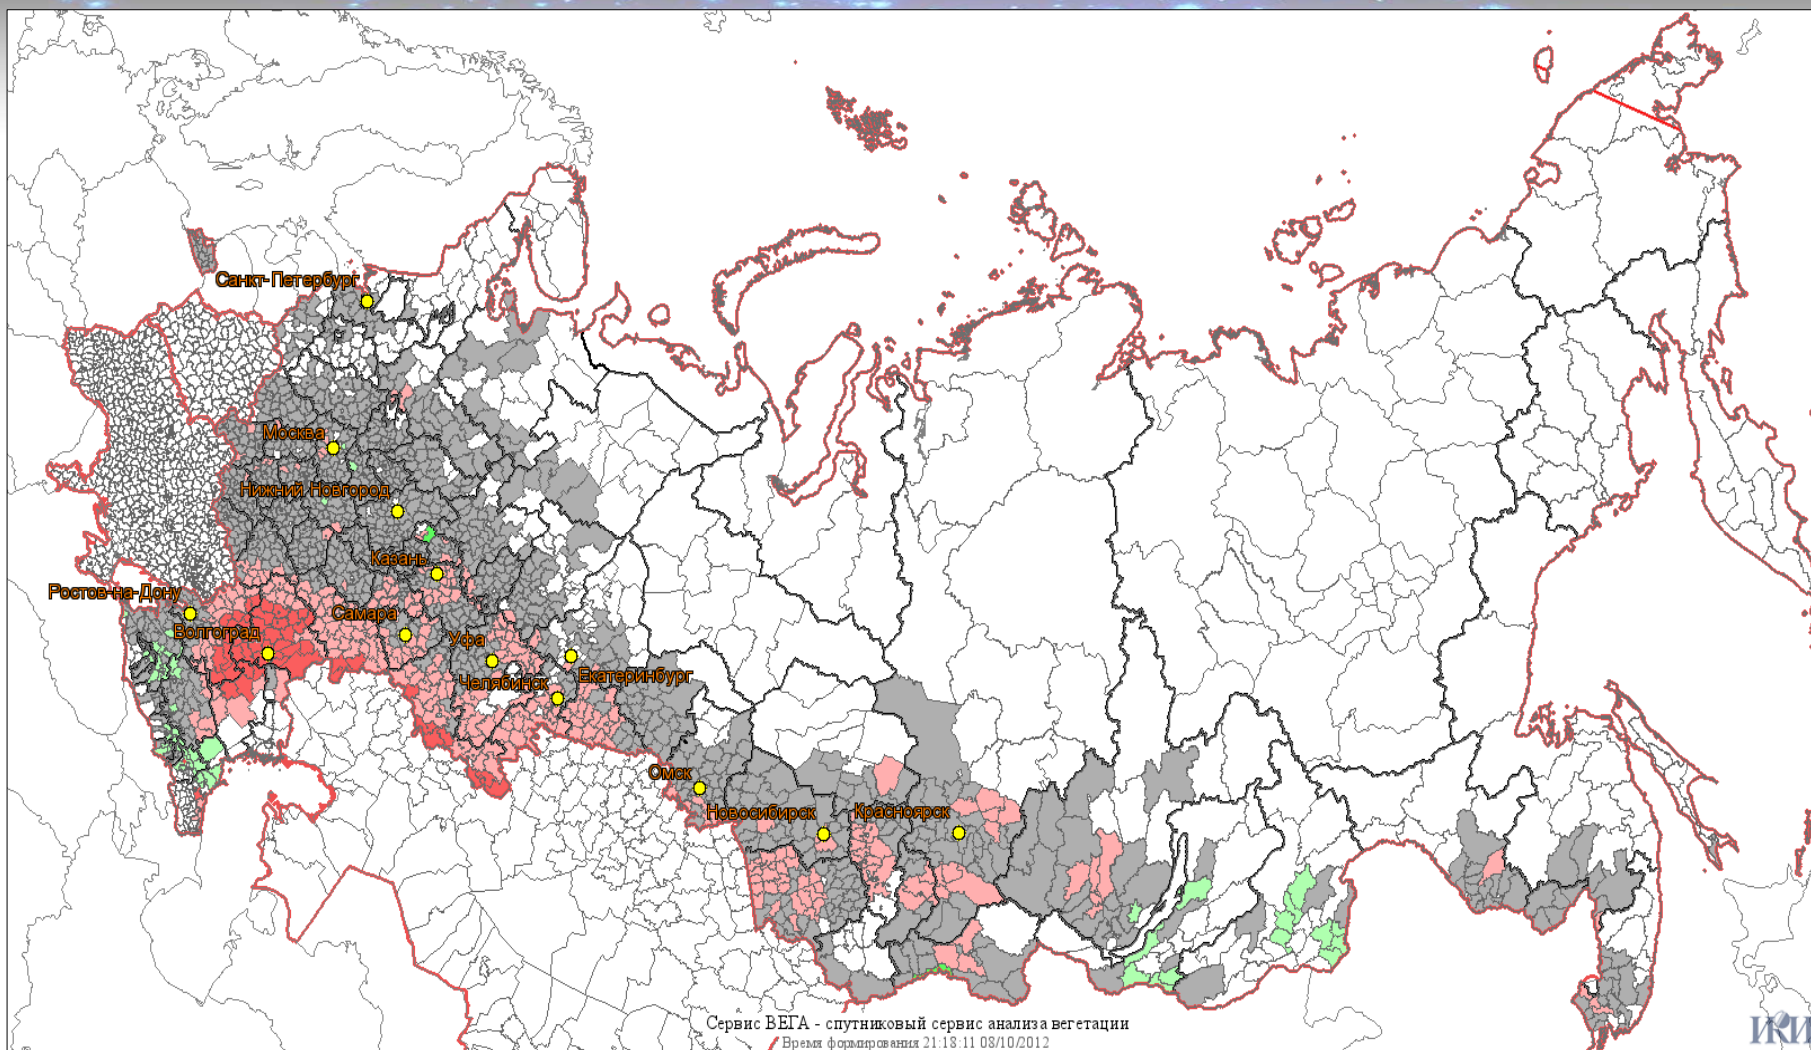 Санкт-Петербург
Москва
Нижний Новгород
Казань
Ростов-на-Дону
Самара
Волгоград
Уфа
Екатеринбург
Челябинск
Омск
Новосибирск
Красноярск
Сервис ВЕГА - спутниковый сервис анализа вегетации
Время формирования 21:18:11 08/10/2012
ИКИ